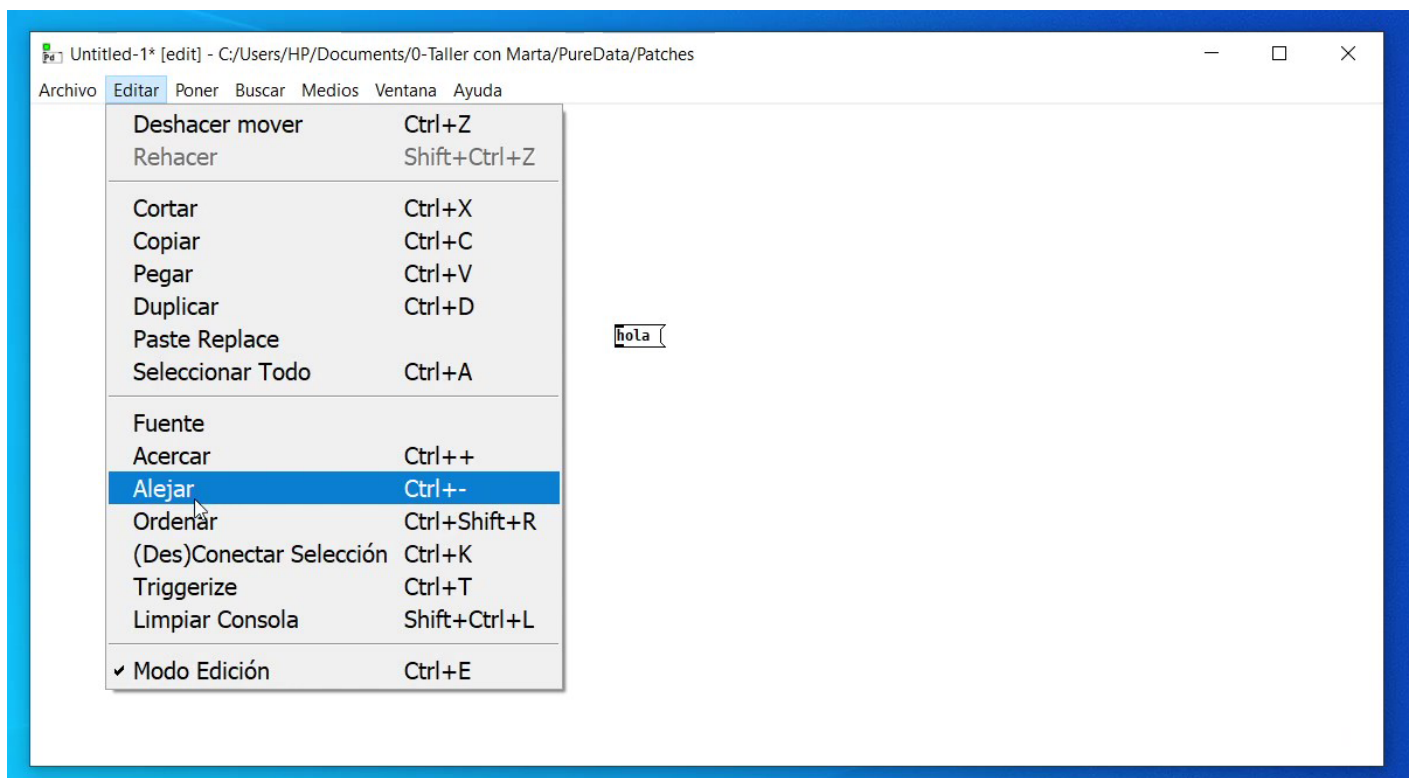 Untitled-1* [edit] - C:/Users/HP/Documents/0-Taller con Marta/PureData/Patches
Archivo Editar Poner Buscar Medios Ventana Ayuda
Deshacer mover Ctrl+Z
Rehacer Shift+Ctrl+Z
Cortar Ctrl+X
Copiar Ctrl+C
Pegar Ctrl+V
Duplicar Ctrl+D
Paste Replace
hola
Seleccionar Todo Ctrl+A
Fuente
Acercar Ctrl++
Alejar Ctrl+-
Ordenar Ctrl+Shift+R
(Des)Conectar Selección Ctrl+K
Triggerize Ctrl+T
Limpiar Consola Shift+Ctrl+L
Modo Edición Ctrl+E